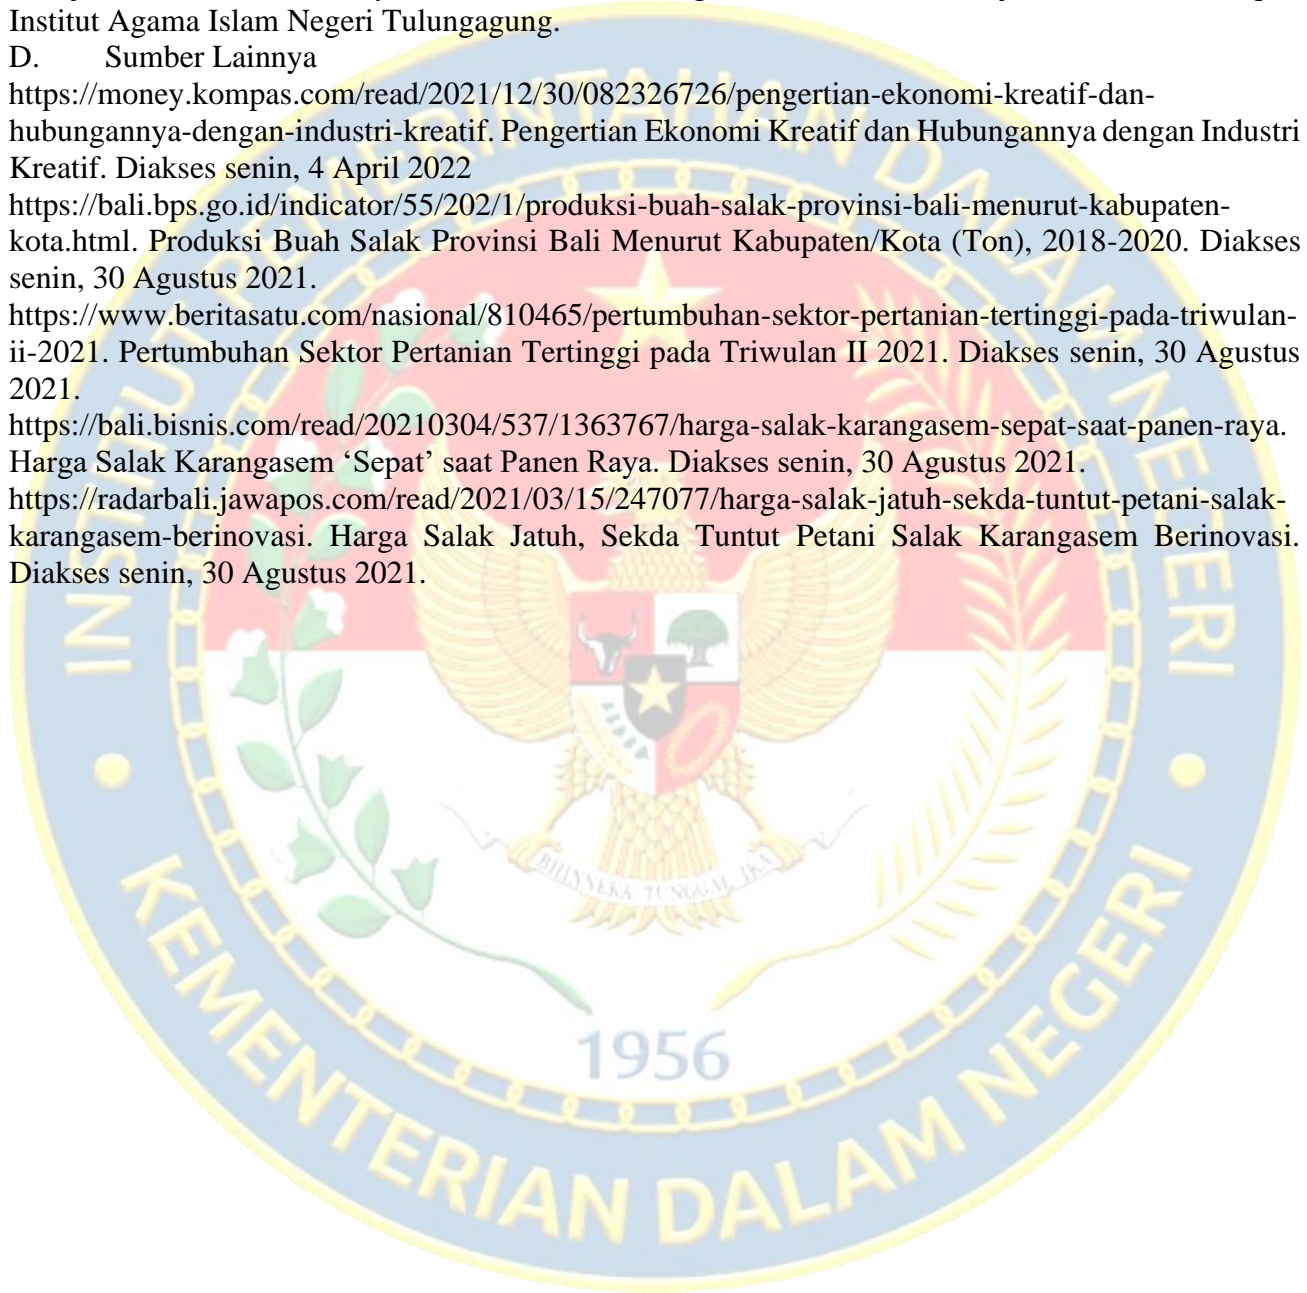 Institut Agama Islam Negeri Tulungagung.
D. Sumber Lainnya
https://money.kompas.com/read/2021/12/30/082326726/pengertian-ekonomi-kreatif-dan-
hubungannya-dengan-industri-kreatif. Pengertian Ekonomi Kreatif dan Hubungannya dengan Industri
Kreatif. Diakses senin, 4 April 2022
https://bali.bps.go.id/indicator/55/202/1/produksi-buah-salak-provinsi-bali-menurut-kabupaten-
kota.html. Produksi Buah Salak Provinsi Bali Menurut Kabupaten/Kota (Ton), 2018-2020. Diakses
senin, 30 Agustus 2021.
https://www.beritasatu.com/nasional/810465/pertumbuhan-sektor-pertanian-tertinggi-pada-triwulan-
ii-2021. Pertumbuhan Sektor Pertanian Tertinggi pada Triwulan II 2021. Diakses senin, 30 Agustus
2021.
https://bali.bisnis.com/read/20210304/537/1363767/harga-salak-karangasem-sepat-saat-panen-raya.
Harga Salak Karangasem ‘Sepat’ saat Panen Raya. Diakses senin, 30 Agustus 2021.
https://radarbali.jawapos.com/read/2021/03/15/247077/harga-salak-jatuh-sekda-tuntut-petani-salak-
karangasem-berinovasi. Harga Salak Jatuh, Sekda Tuntut Petani Salak Karangasem Berinovasi.
Diakses senin, 30 Agustus 2021.
INSTITUT PEMERINTAHAN DALAM NEGERI
BHINNEKA TUNGGAL IKA
1956
KEMENTERIAN DALAM NEGERI